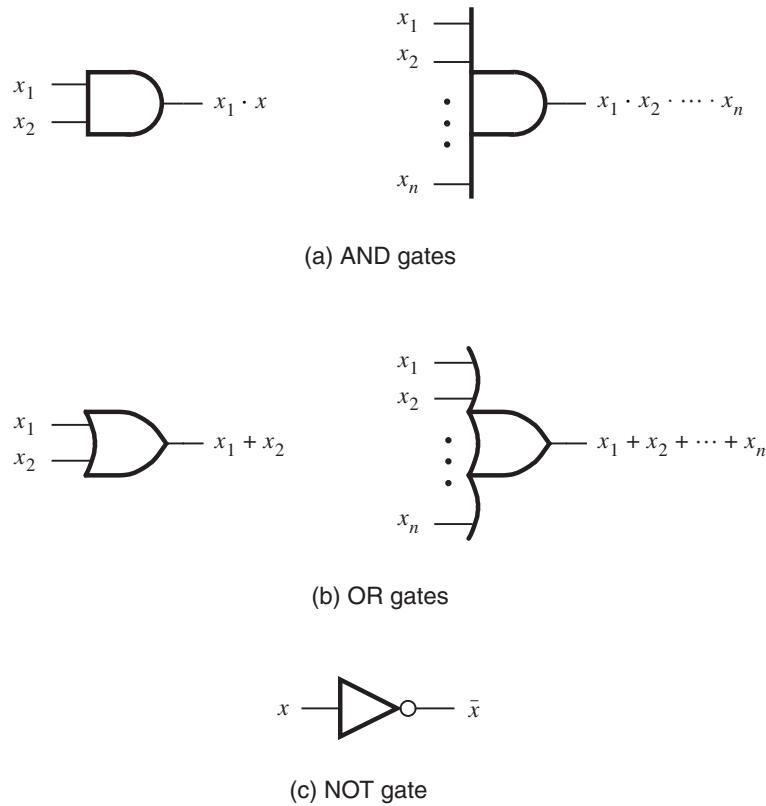 x₁
x₂
x₁ · x
x₁
x₂
xₙ
x₁ · x₂ · ··· · xₙ
(a) AND gates
x₁
x₂
x₁ + x₂
x₁
x₂
xₙ
x₁ + x₂ + ··· + xₙ
(b) OR gates
x
x̄
(c) NOT gate